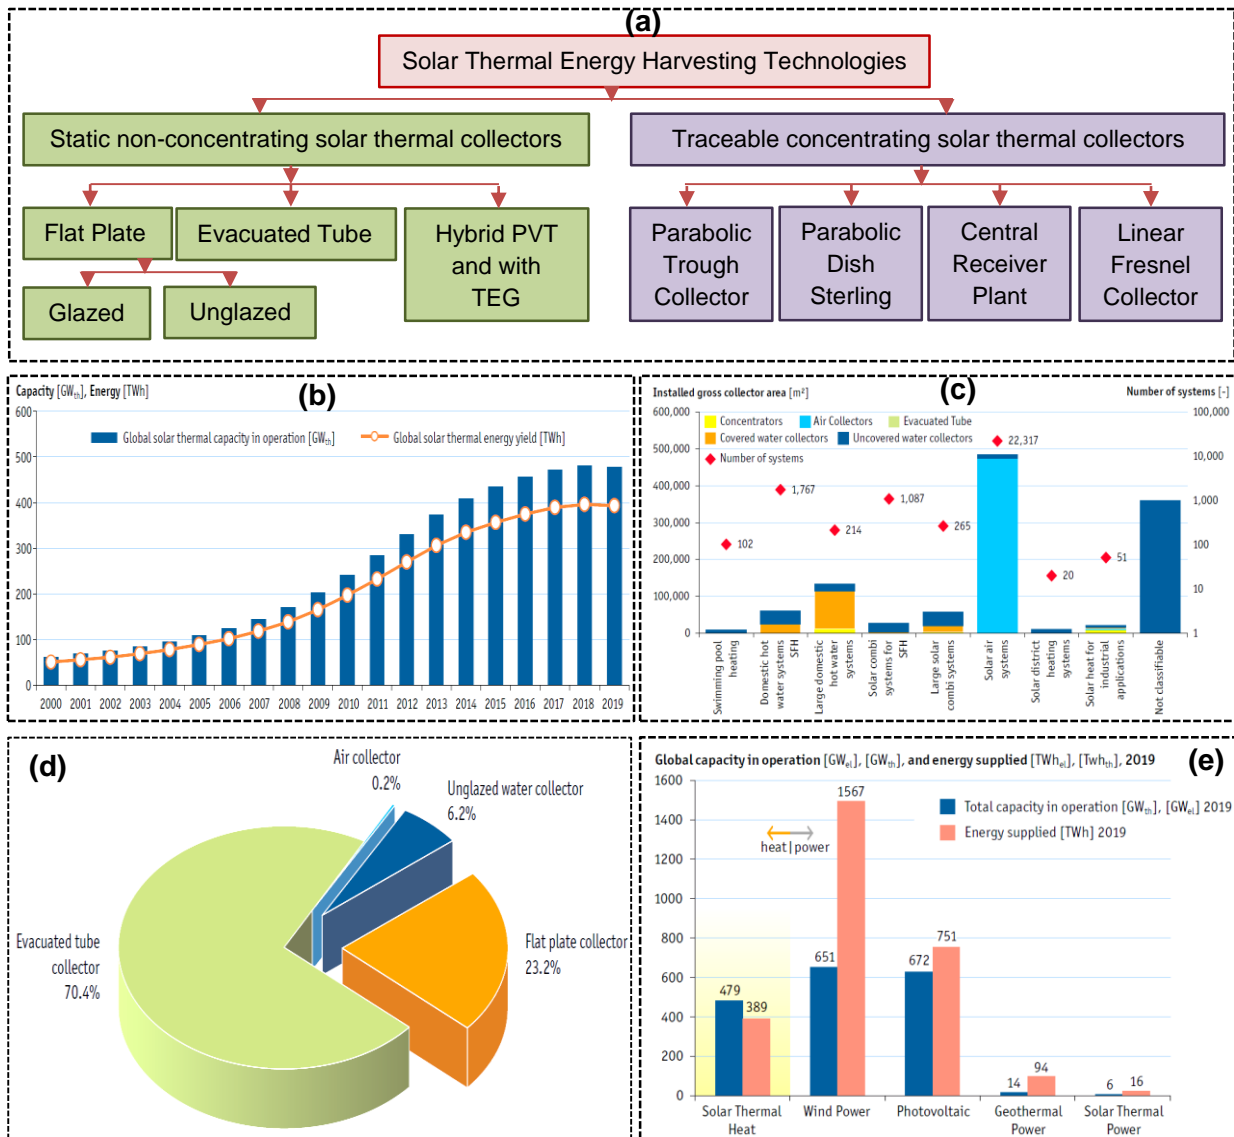 (a)
Solar Thermal Energy Harvesting Technologies
Static non-concentrating solar thermal collectors
Traceable concentrating solar thermal collectors
Flat Plate
Evacuated Tube
Hybrid PVT
and with
TEG
Glazed
Unglazed
Parabolic
Trough
Collector
Parabolic
Dish
Sterling
Central
Receiver
Plant
Linear
Fresnel
Collector
(b)
Capacity [GWth], Energy [TWh]
600
500
400
300
200
100
0
Global solar thermal capacity in operation [GWth]
Global solar thermal energy yield [TWh]
2000 2001 2002 2003 2004 2005 2006 2007 2008 2009 2010 2011 2012 2013 2014 2015 2016 2017 2018 2019
(c)
Installed gross collector area [m²]
Number of systems [-]
600,000
500,000
400,000
300,000
200,000
100,000
0
100,000
10,000
1,000
100
10
1
Concentrators
Air Collectors
Evacuated Tube
Covered water collectors
Uncovered water collectors
Number of systems
102
1,767
214
1,087
265
22,317
20
51
Swimming pool
heating
Domestic hot
water systems
SFH
Large domestic
hot water
systems
Solar combi
systems for
SFH
Large solar
combi systems
Solar air
systems
Solar district
heating
systems
Solar heat for
industrial
applications
Not classifiable
(d)
Air collector
0.2%
Unglazed water collector
6.2%
Flat plate collector
23.2%
Evacuated tube
collector
70.4%
(e)
Global capacity in operation [GWel], [GWth], and energy supplied [TWhel], [Twhth], 2019
1600
1400
1200
1000
800
600
400
200
0
Total capacity in operation [GWth], [GWel] 2019
Energy supplied [TWh] 2019
heat|power
479
389
651
1567
672
751
14
94
6
16
Solar Thermal
Heat
Wind Power
Photovoltaic
Geothermal
Power
Solar Thermal
Power